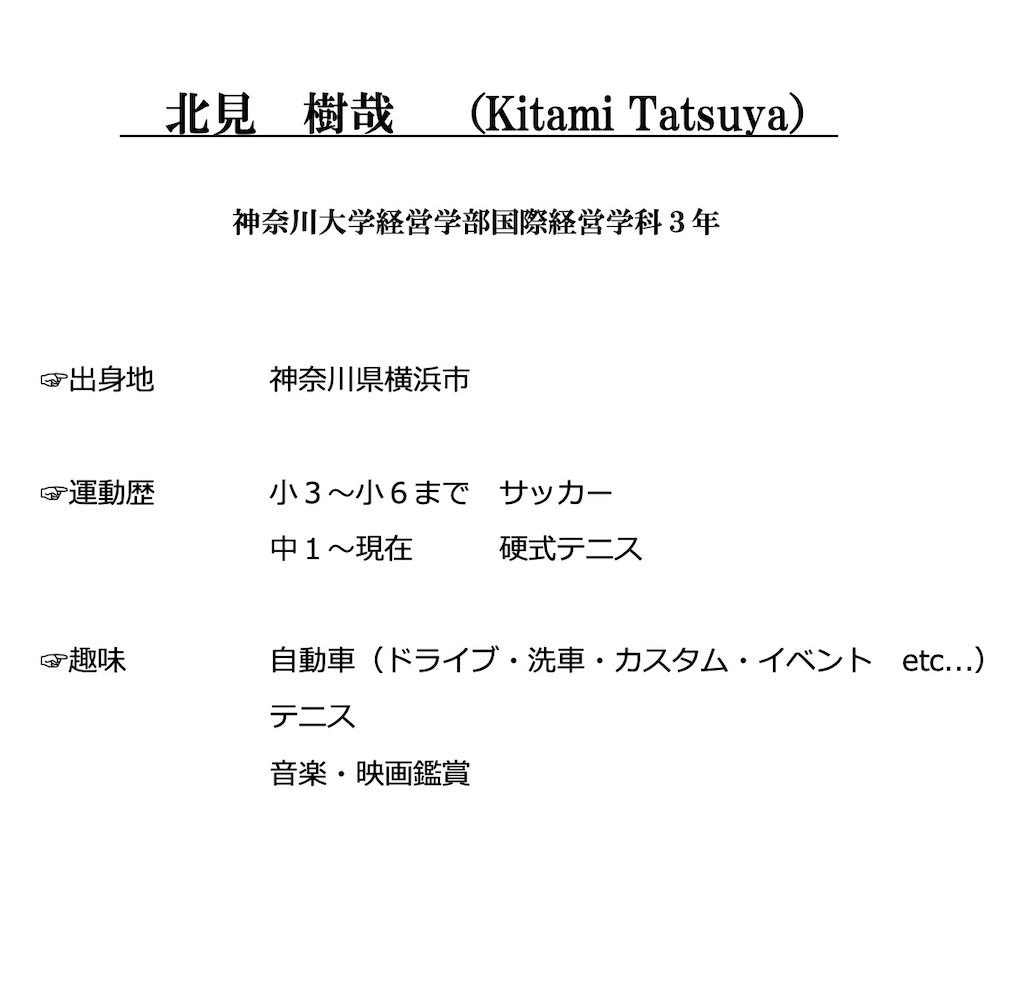 北見　樹哉　（Kitami Tatsuya）
神奈川大学経営学部国際経営学科３年
☞出身地　神奈川県横浜市
☞運動歴　小３～小６まで　サッカー
中１～現在　硬式テニス
☞趣味　自動車（ドライブ・洗車・カスタム・イベント　etc…）
テニス
音楽・映画鑑賞